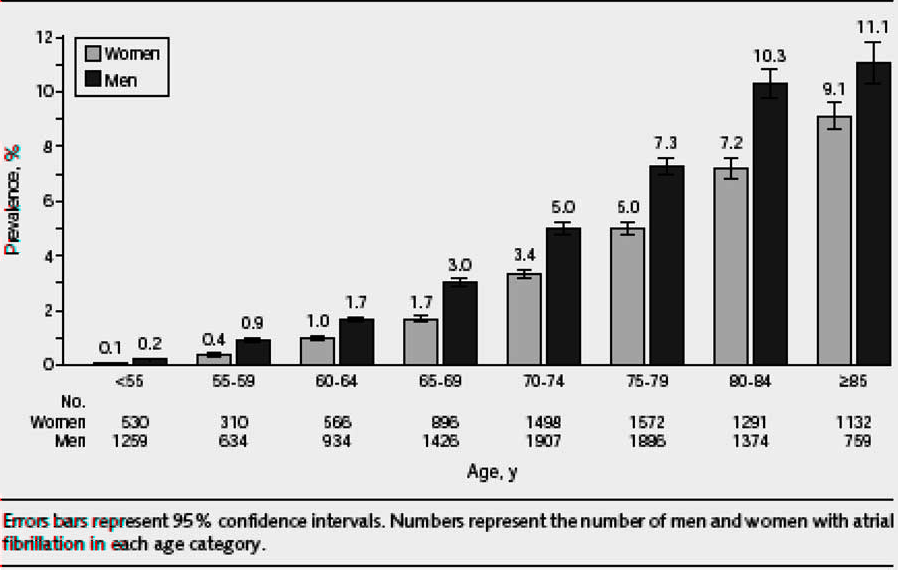 Women
Men
Prevalence, %
12
10
8
6
4
2
0
0.1 0.2 0.4 0.9 1.0 1.7 1.7 3.0 3.4 5.0 5.0 7.3 7.2 10.3 9.1 11.1
<55 55-59 60-64 65-69 70-74 75-79 80-84 ≥85
No.
Women 530 310 566 896 1498 1572 1291 1132
Men 1259 634 934 1426 1907 1886 1374 759
Age, y
Errors bars represent 95% confidence intervals. Numbers represent the number of men and women with atrial
fibrillation in each age category.